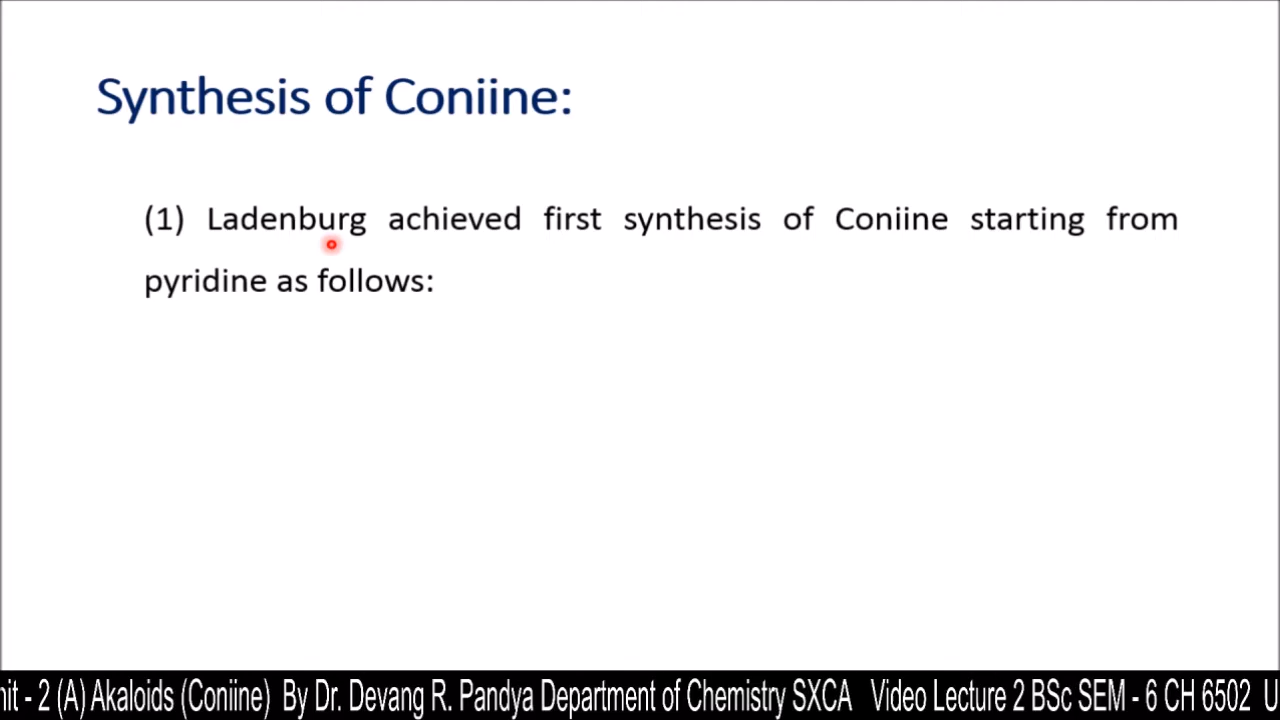 Synthesis of Coniine:
(1) Ladenburg achieved first synthesis of Coniine starting from
pyridine as follows:
nit - 2 (A) Akaloids (Coniine) By Dr. Devang R. Pandya Department of Chemistry SXCA Video Lecture 2 BSc SEM - 6 CH 6502 U